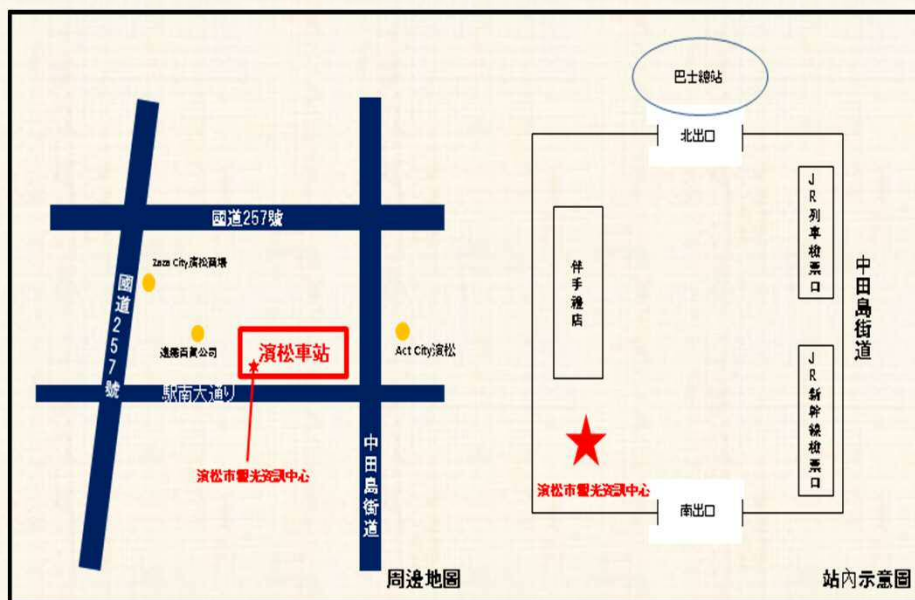 國道257號
Zaza City濱松商場
國道257號
遠鐵百貨公司
濱松車站
Act City濱松
駅南大通り
濱松市觀光資訊中心
中田島街道
周邊地圖
巴士總站
北出口
伴手禮店
JR列車檢票口
中田島街道
JR新幹線檢票口
濱松市觀光資訊中心
南出口
站內示意圖